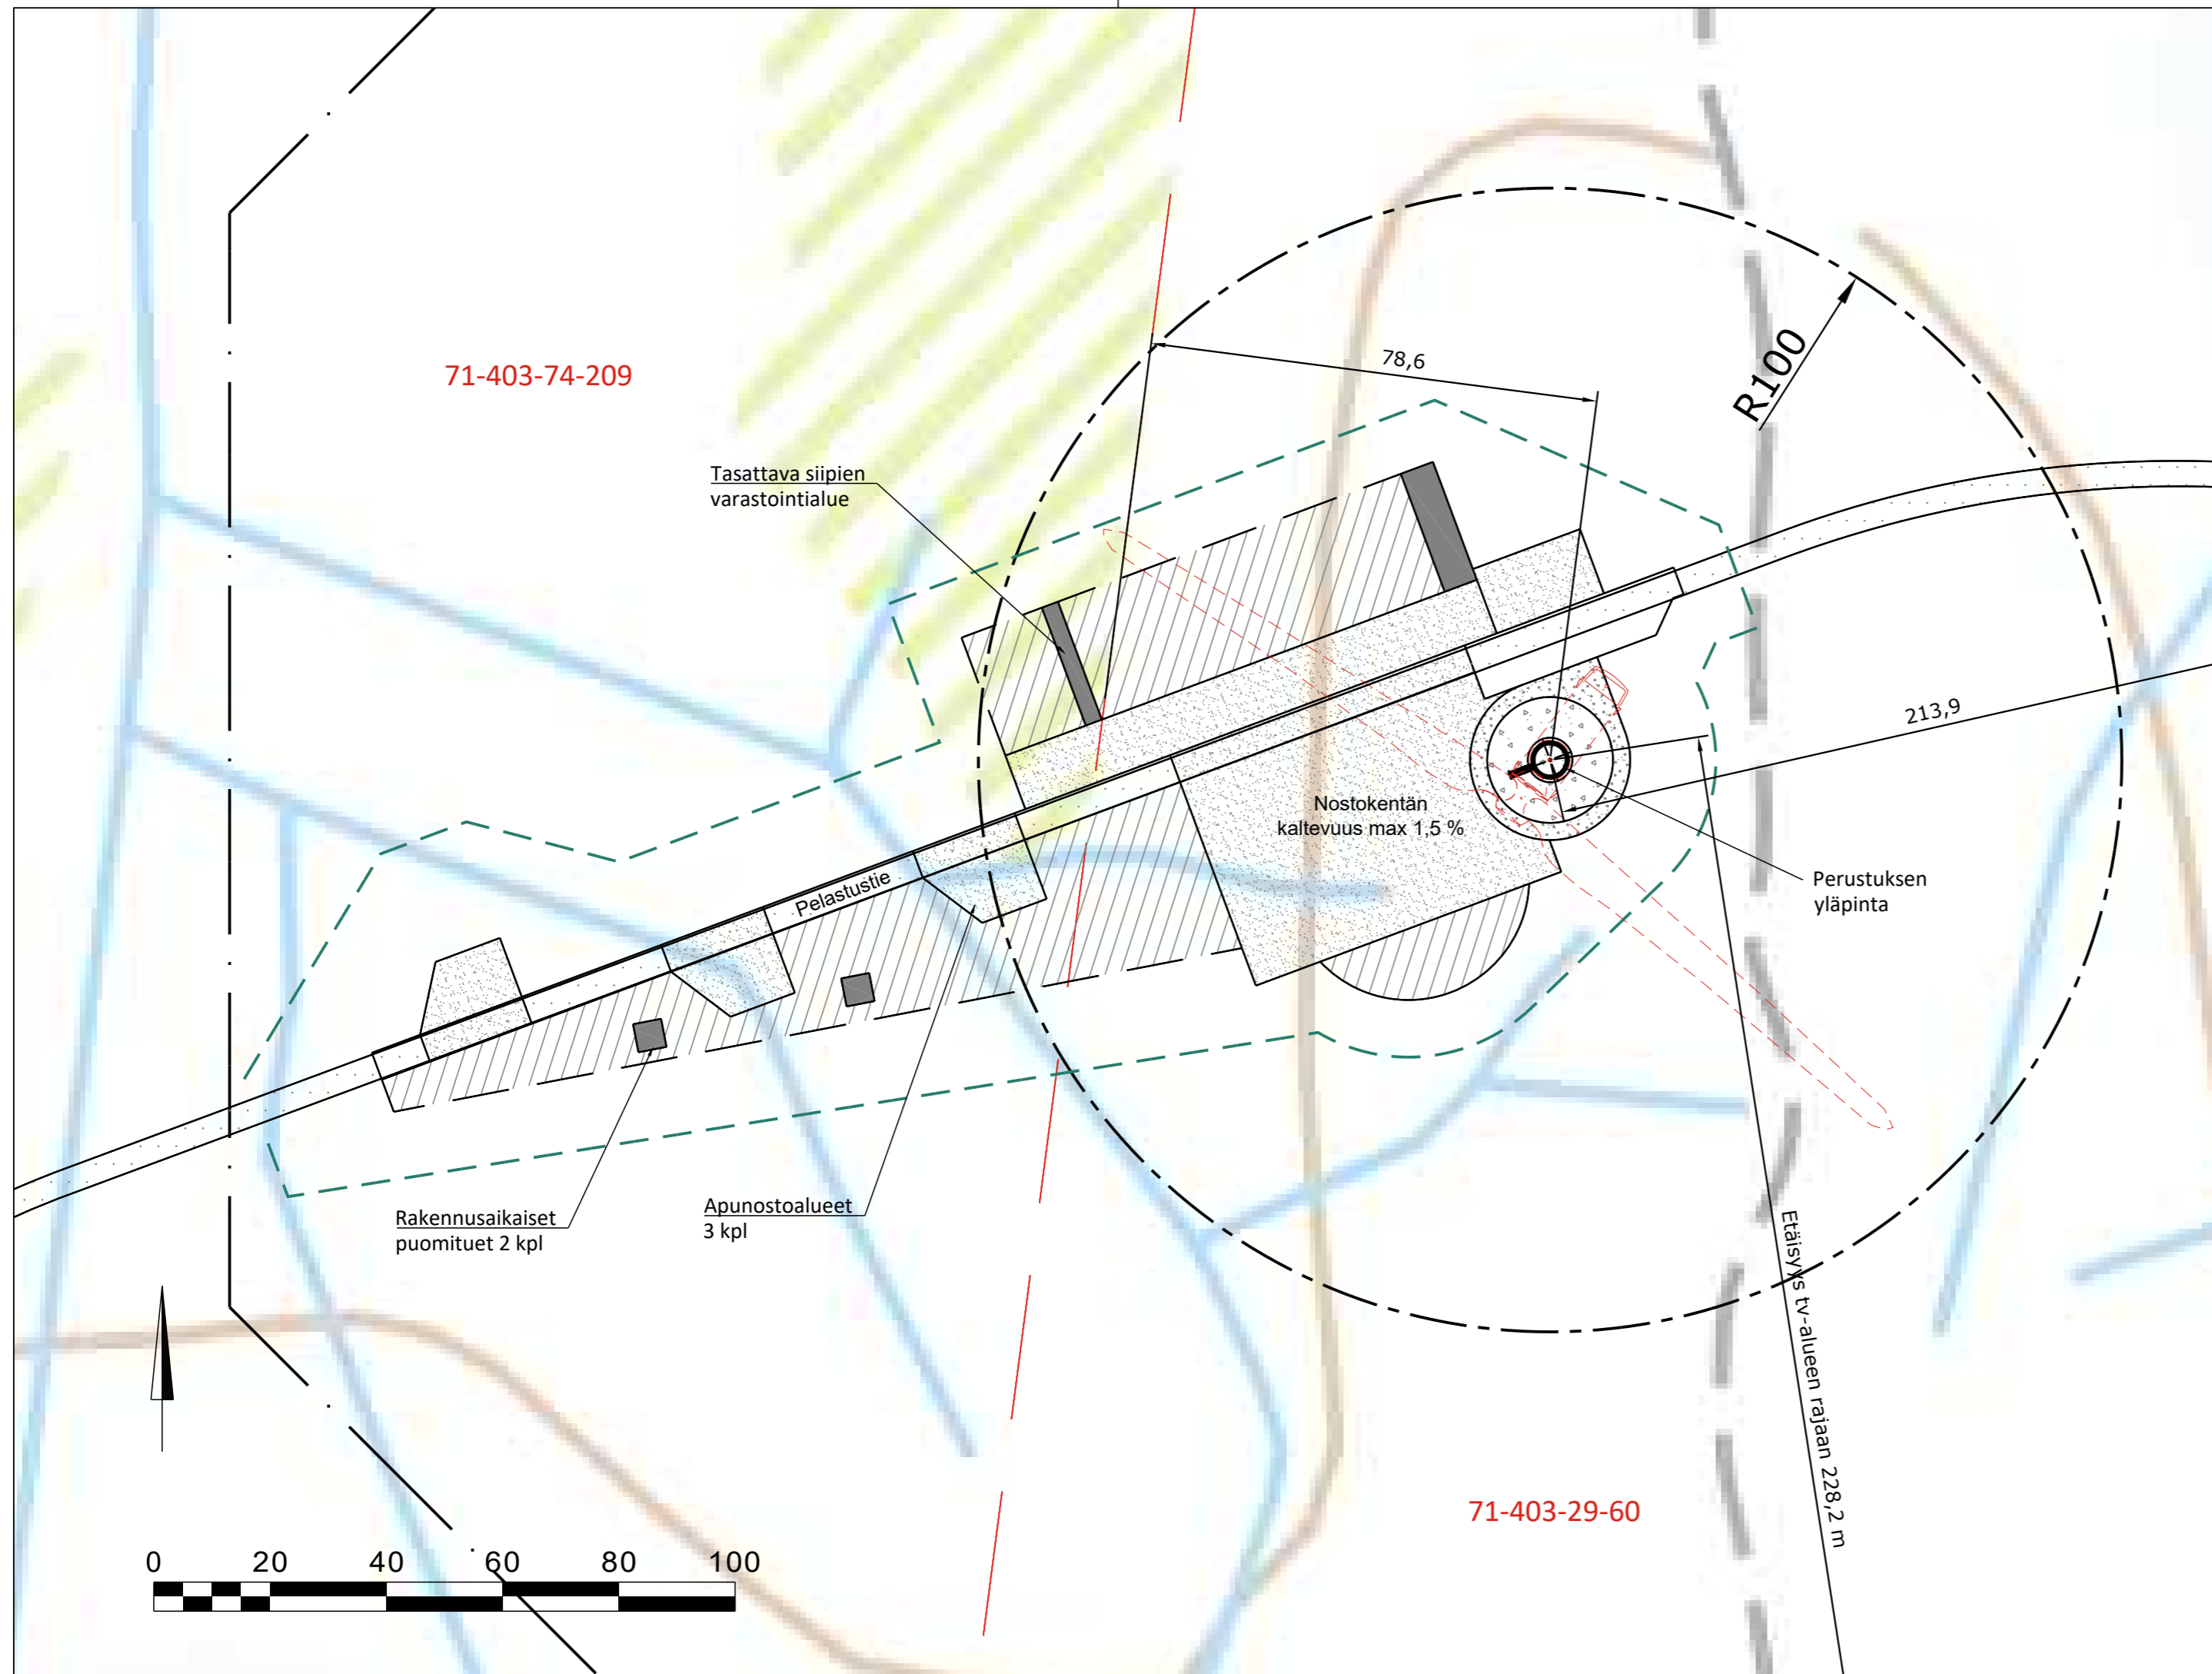 71-403-74-209
78,6
R100
Tasattava siipien
varastointialue
213,9
Nostokentän
kaltevuus max 1,5 %
Perustuksen
yläpinta
Pelastustie
Rakennusaikaiset
puomituet 2 kpl
Apunostoalueet
3 kpl
Etäisyys tv-alueen rajaan 228,2 m
71-403-29-60
0 20 40 60 80 100